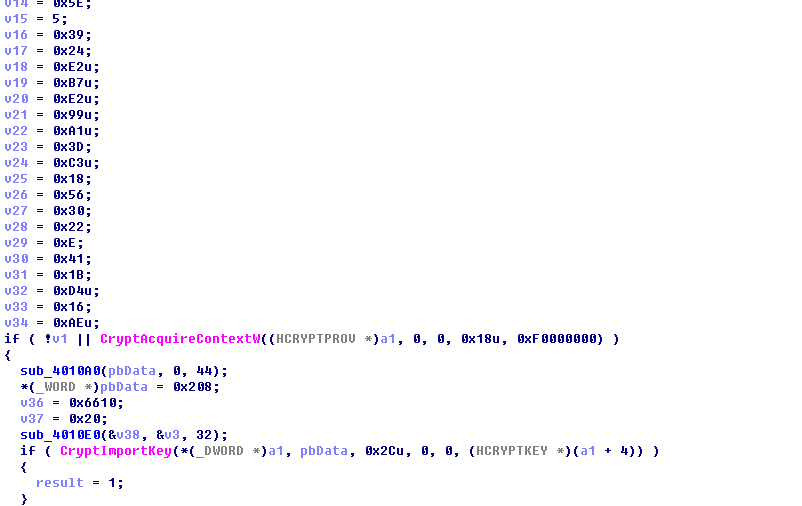 v14 = 0x5E;
v15 = 5;
v16 = 0x39;
v17 = 0x24;
v18 = 0xE2u;
v19 = 0xB7u;
v20 = 0xE2u;
v21 = 0x99u;
v22 = 0xA1u;
v23 = 0x3D;
v24 = 0xC3u;
v25 = 0x18;
v26 = 0x56;
v27 = 0x30;
v28 = 0x22;
v29 = 0xE;
v30 = 0x41;
v31 = 0x1B;
v32 = 0xD4u;
v33 = 0x16;
v34 = 0xAEu;
if ( !v1 || CryptAcquireContextW((HCRYPTPROV *)a1, 0, 0, 0x18u, 0xF0000000) )
{
  sub_4010A0(pbData, 0, 44);
  *(_WORD *)pbData = 0x208;
  v36 = 0x6610;
  v37 = 0x20;
  sub_4010E0(&v38, &v3, 32);
  if ( CryptImportKey(*(_DWORD *)a1, pbData, 0x2Cu, 0, 0, (HCRYPTKEY *)(a1 + 4)) )
  {
    result = 1;
  }